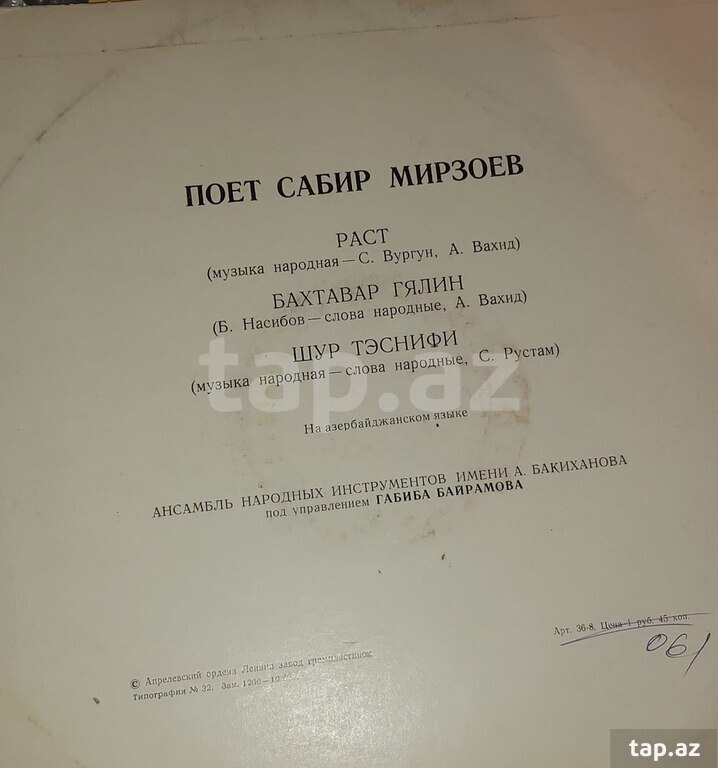 ПОЕТ САБИР МИРЗОЕВ
РАСТ
(музыка народная — С. Вургун, А. Вахид)
БАХТАВАР ГЯЛИН
(Б. Насибов — слова народные, А. Вахид)
ШУР ТЭСНИФИ
(музыка народная — слова народные, С. Рустам)
tap.az
На азербайджанском языке
АНСАМБЛЬ НАРОДНЫХ ИНСТРУМЕНТОВ ИМЕНИ А. БАКИХАНОВА
под управлением ГАБИБА БАЙРАМОВА
Арт. 36-8. Цена 1 руб. 45 коп.
061
© Апрелевский ордена Ленина завод грампластинок
Типография № 32. Зам. 1266—10
tap.az